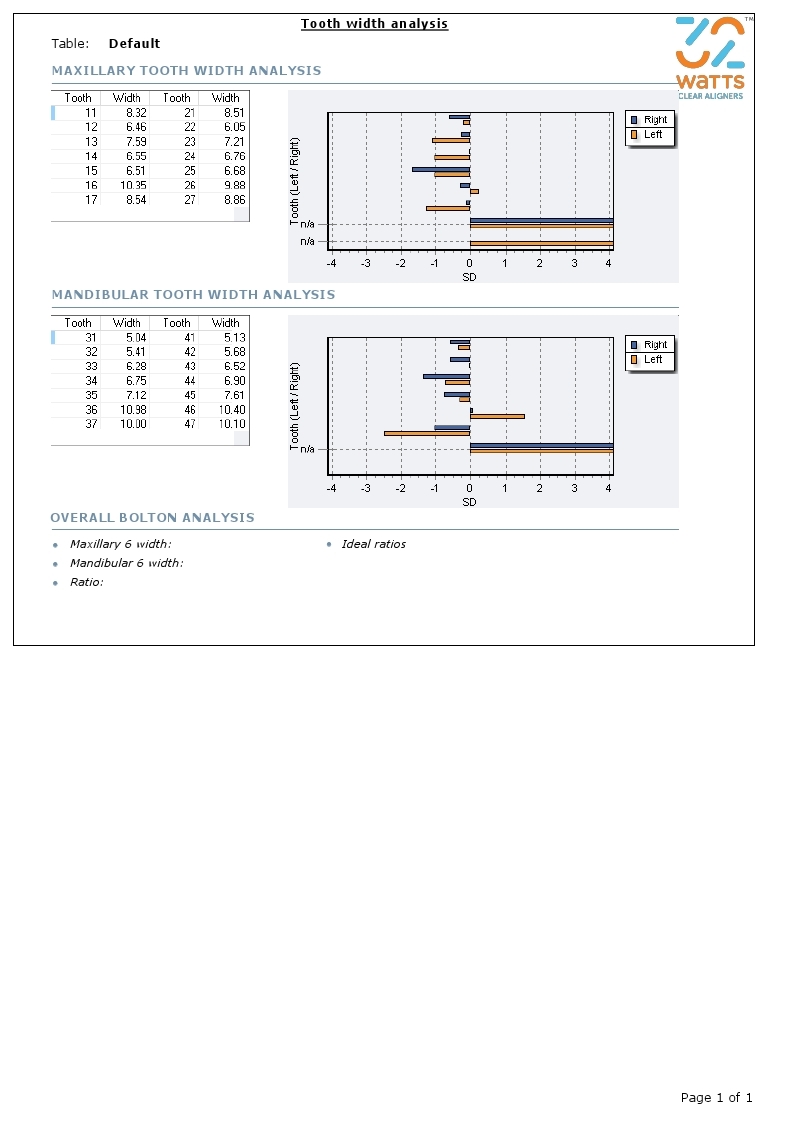 Tooth width analysis
Table: Default
32
WATTS
CLEAR ALIGNERS
TM
MAXILLARY TOOTH WIDTH ANALYSIS
Tooth Width Tooth Width
11 8.32 21 8.51
12 6.46 22 6.05
13 7.59 23 7.21
14 6.55 24 6.76
15 6.51 25 6.68
16 10.35 26 9.88
17 8.54 27 8.86
Tooth (Left / Right)
n/a
n/a
-4 -3 -2 -1 0 1 2 3 4
SD
Right
Left
MANDIBULAR TOOTH WIDTH ANALYSIS
Tooth Width Tooth Width
31 5.04 41 5.13
32 5.41 42 5.68
33 6.28 43 6.52
34 6.75 44 6.90
35 7.12 45 7.61
36 10.98 46 10.40
37 10.00 47 10.10
Tooth (Left / Right)
n/a
-4 -3 -2 -1 0 1 2 3 4
SD
Right
Left
OVERALL BOLTON ANALYSIS
• Maxillary 6 width:
• Mandibular 6 width:
• Ratio:
• Ideal ratios
Page 1 of 1